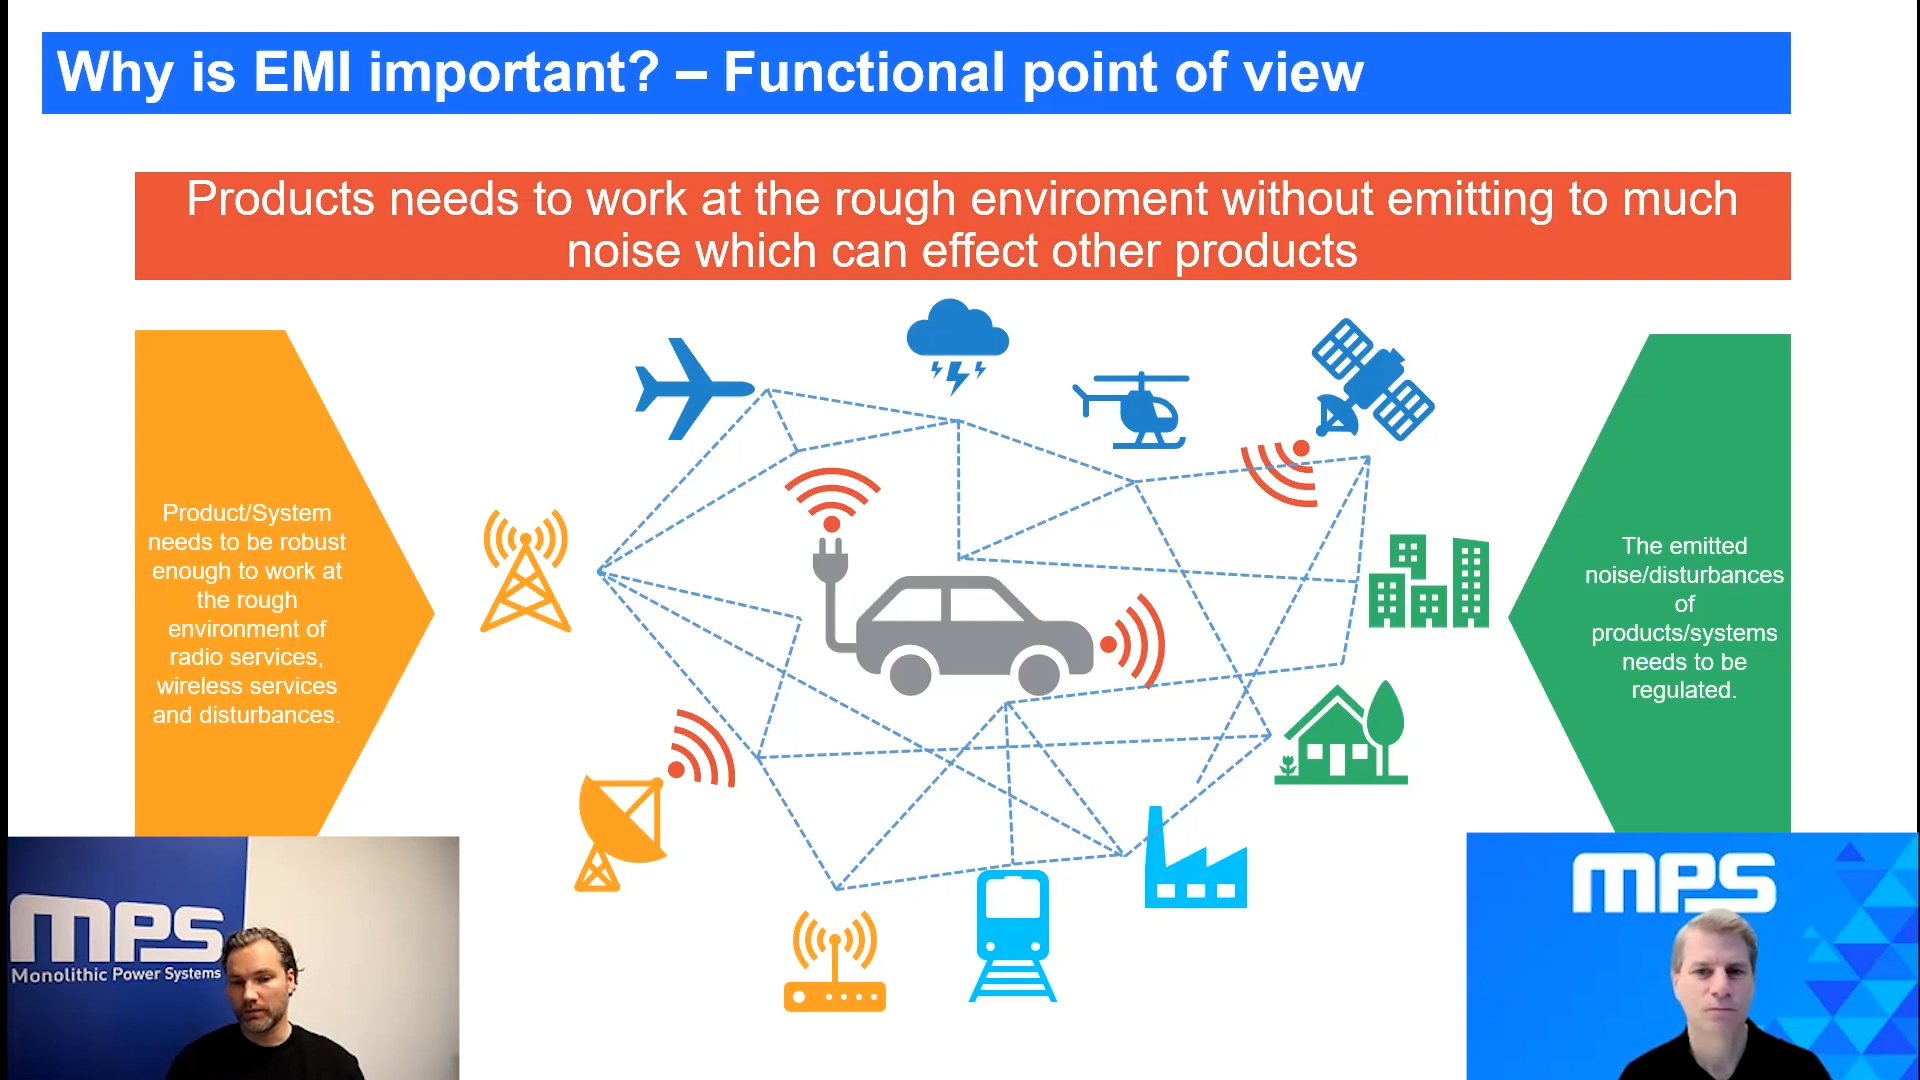 Why is EMI important? – Functional point of view
Products needs to work at the rough enviroment without emitting to much
noise which can effect other products
Product/System
needs to be robust
enough to work at
the rough
environment of
radio services,
wireless services
and disturbances.
The emitted
noise/disturbances
of
products/systems
needs to be
regulated.
mPS
Monolithic Power Systems
mPS